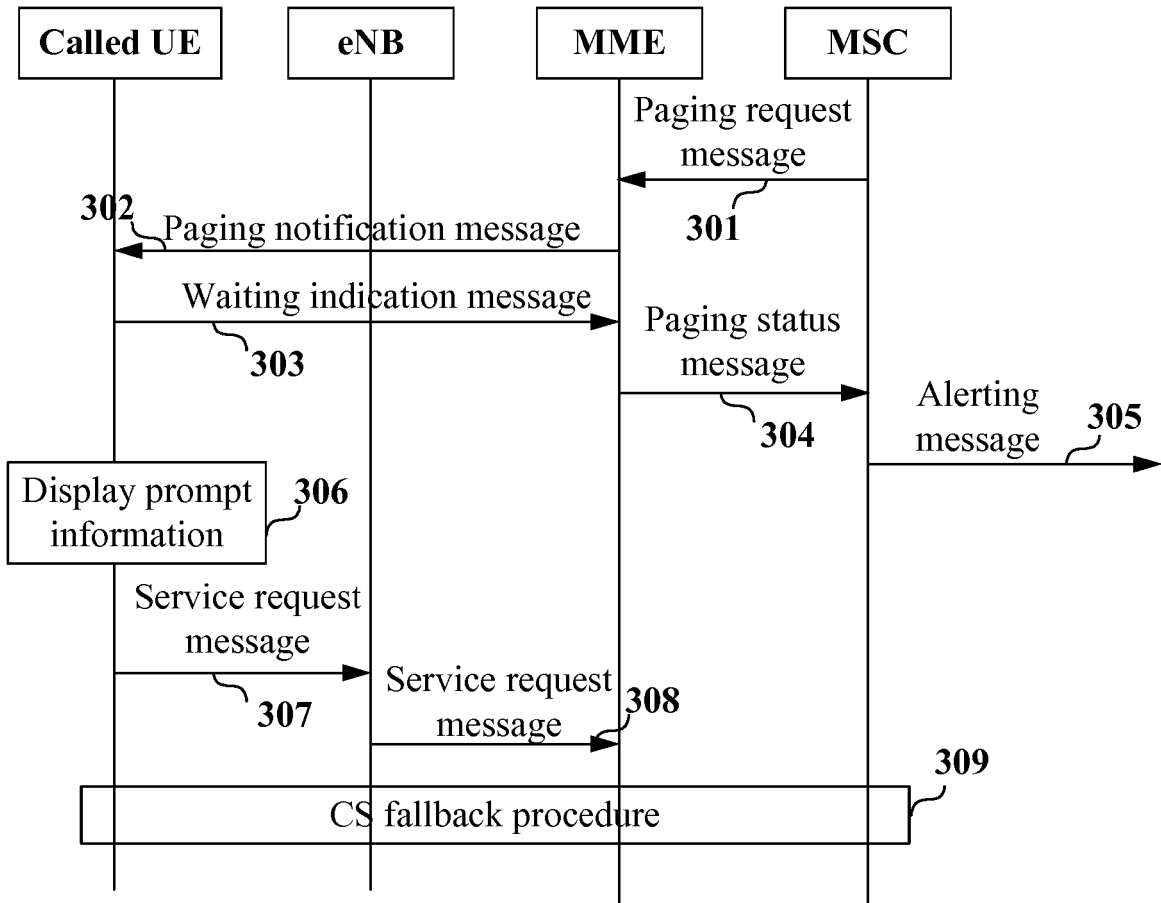 Called UE
eNB
MME
MSC
Paging request
message
301
302
Paging notification message
Waiting indication message
303
Paging status
message
304
Alerting
message
305
Display prompt
information
306
Service request
message
307
Service request
message
308
309
CS fallback procedure